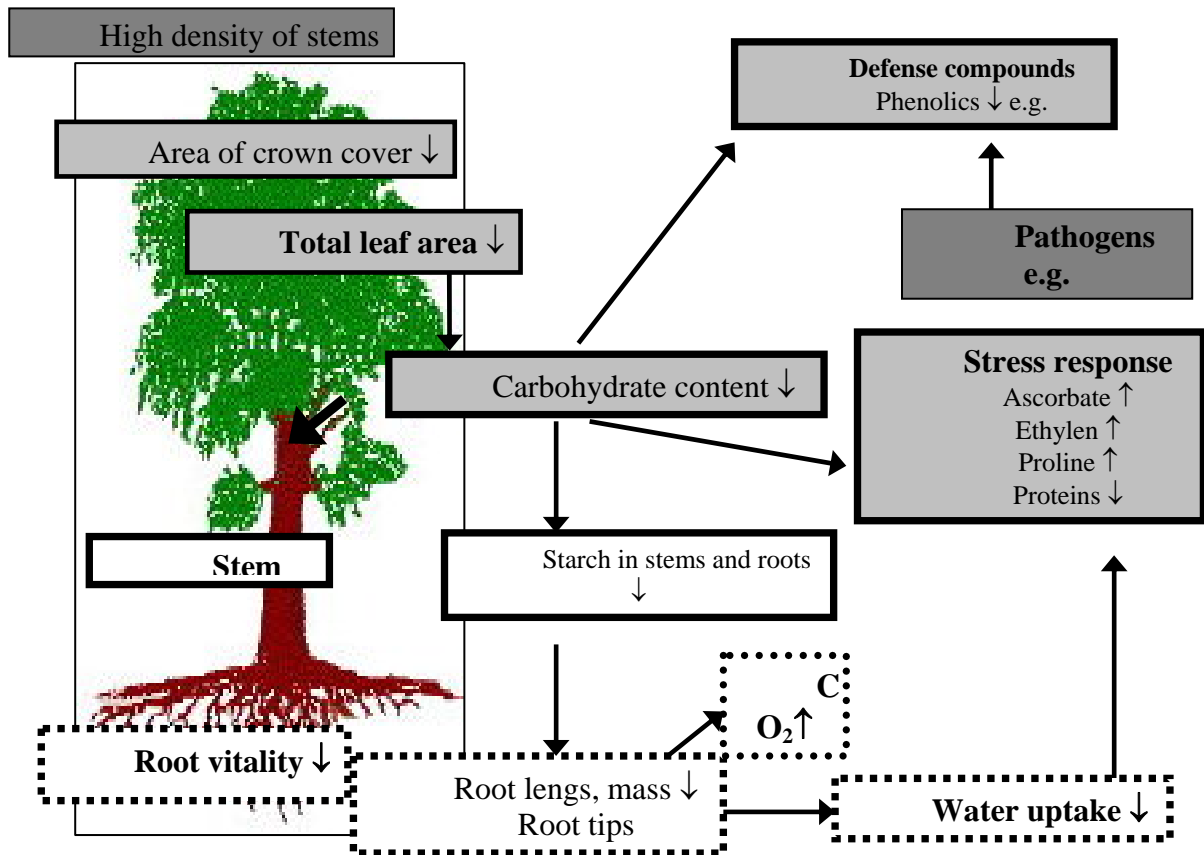 High density of stems
Area of crown cover ↓
Total leaf area ↓
Carbohydrate content ↓
Defense compounds
Phenolics ↓ e.g.
Pathogens
e.g.
Stress response
Ascorbate ↑
Ethylen ↑
Proline ↑
Proteins ↓
Stem
Starch in stems and roots
↓
C
O₂↑
Root vitality ↓
Root lengs, mass ↓
Root tips
Water uptake ↓